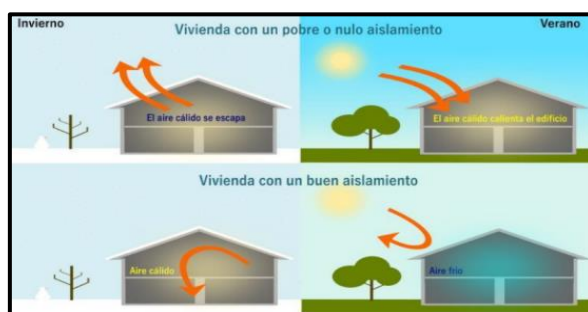 Invierno
Verano
Vivienda con un pobre o nulo aislamiento
El aire cálido se escapa
El aire cálido calienta el edificio
Vivienda con un buen aislamiento
Aire cálido
Aire frío